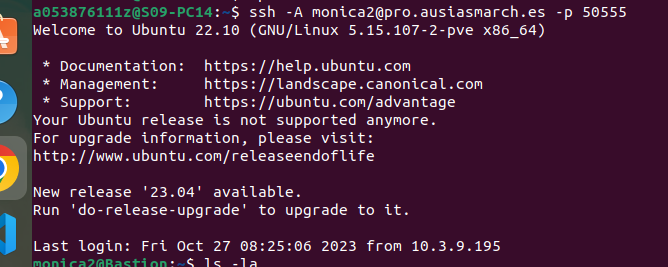 a053876111z@S09-PC14:~$ ssh -A monica2@pro.ausiasmarch.es -p 50555
Welcome to Ubuntu 22.10 (GNU/Linux 5.15.107-2-pve x86_64)
* Documentation:  https://help.ubuntu.com
* Management:     https://landscape.canonical.com
* Support:        https://ubuntu.com/advantage
Your Ubuntu release is not supported anymore.
For upgrade information, please visit:
http://www.ubuntu.com/releaseendoflife
New release '23.04' available.
Run 'do-release-upgrade' to upgrade to it.
Last login: Fri Oct 27 08:25:06 2023 from 10.3.9.195
monica2@Bastion:~$ ls -la